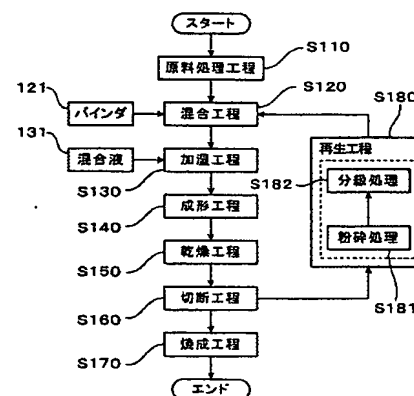 スタート
S110
原料処理工程
121
S120
バインダ
混合工程
S180
131
再生工程
混合液
加湿工程
S182
分級処理
S130
成形工程
S140
乾燥工程
粉砕処理
S150
切断工程
S181
S160
焼成工程
S170
エンド